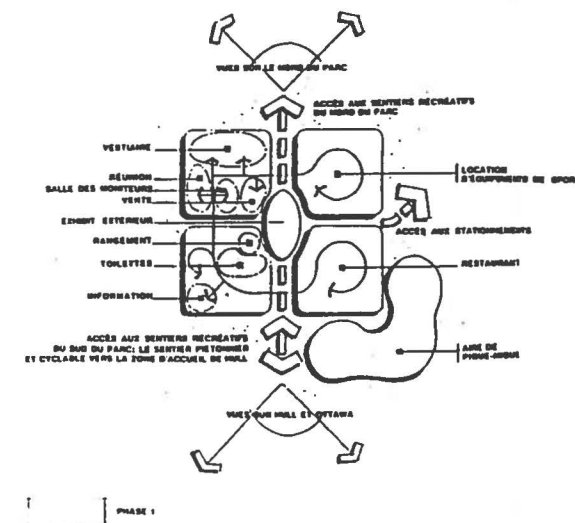 VUES SUR LE NORD DU PARC
ACCÈS AUX SENTIERS RÉCRÉATIFS
DU NORD DU PARC
VESTIAIRE
RÉUNION
SALLE DES MONITEURS
VENTE
EXHIBIT EXTÉRIEUR
RANGEMENT
TOILETTES
INFORMATION
LOCATION
D'ÉQUIPEMENTS DE SPOR
ACCÈS AUX STATIONNEMENTS
RESTAURANT
ACCÈS AUX SENTIERS RÉCRÉATIFS
DU SUD DU PARC: LE SENTIER PIÉTONNIER
ET CYCLABLE VERS LA ZONE D'ACCUEIL DE HULL
AIRE DE
PIQUE-NIQUE
VUES SUR HULL ET OTTAWA
PHASE 1